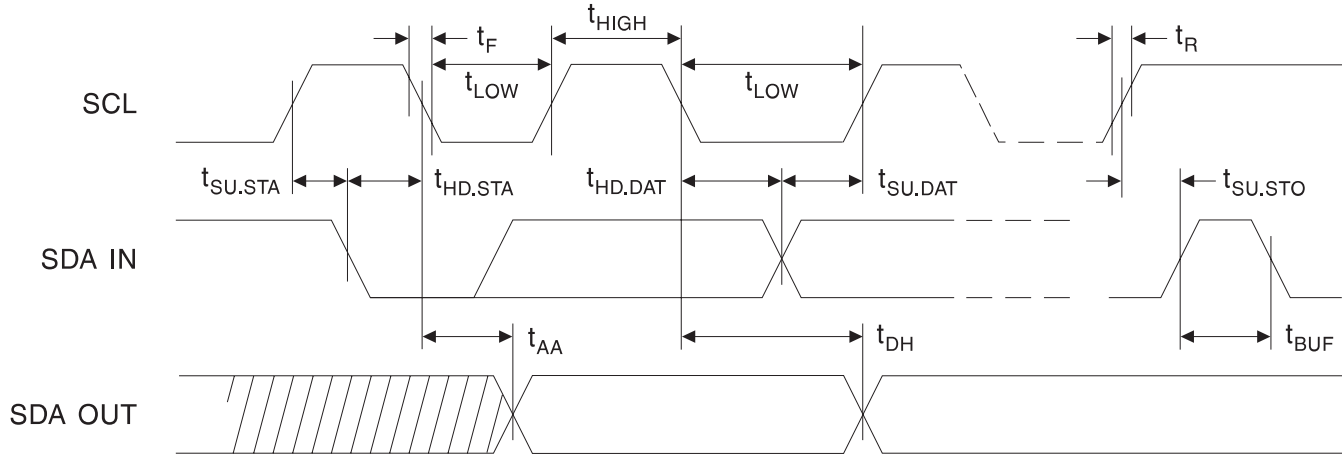 tHIGH
tF
tR
tLOW
tLOW
SCL
tSU.STA
tHD.STA
tHD.DAT
tSU.DAT
tSU.STO
SDA IN
tAA
tDH
tBUF
SDA OUT